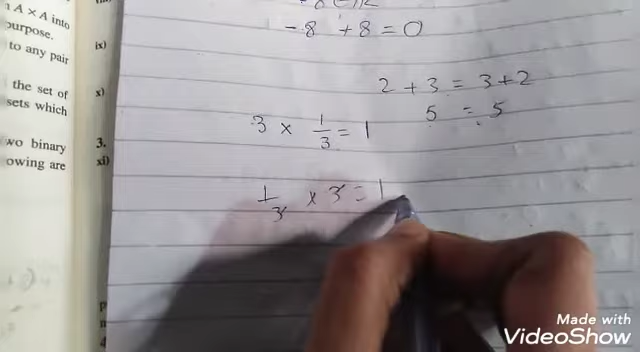 A × A into
purpose.
to any pair
the set of
sets which
wo binary
owing are
ix)
x)
3.
xi)
-8 +8 = 0
2 + 3 = 3+2
5 = 5
3 × 1/3 = 1
1/3 × 3 = 1
Made with
VideoShow